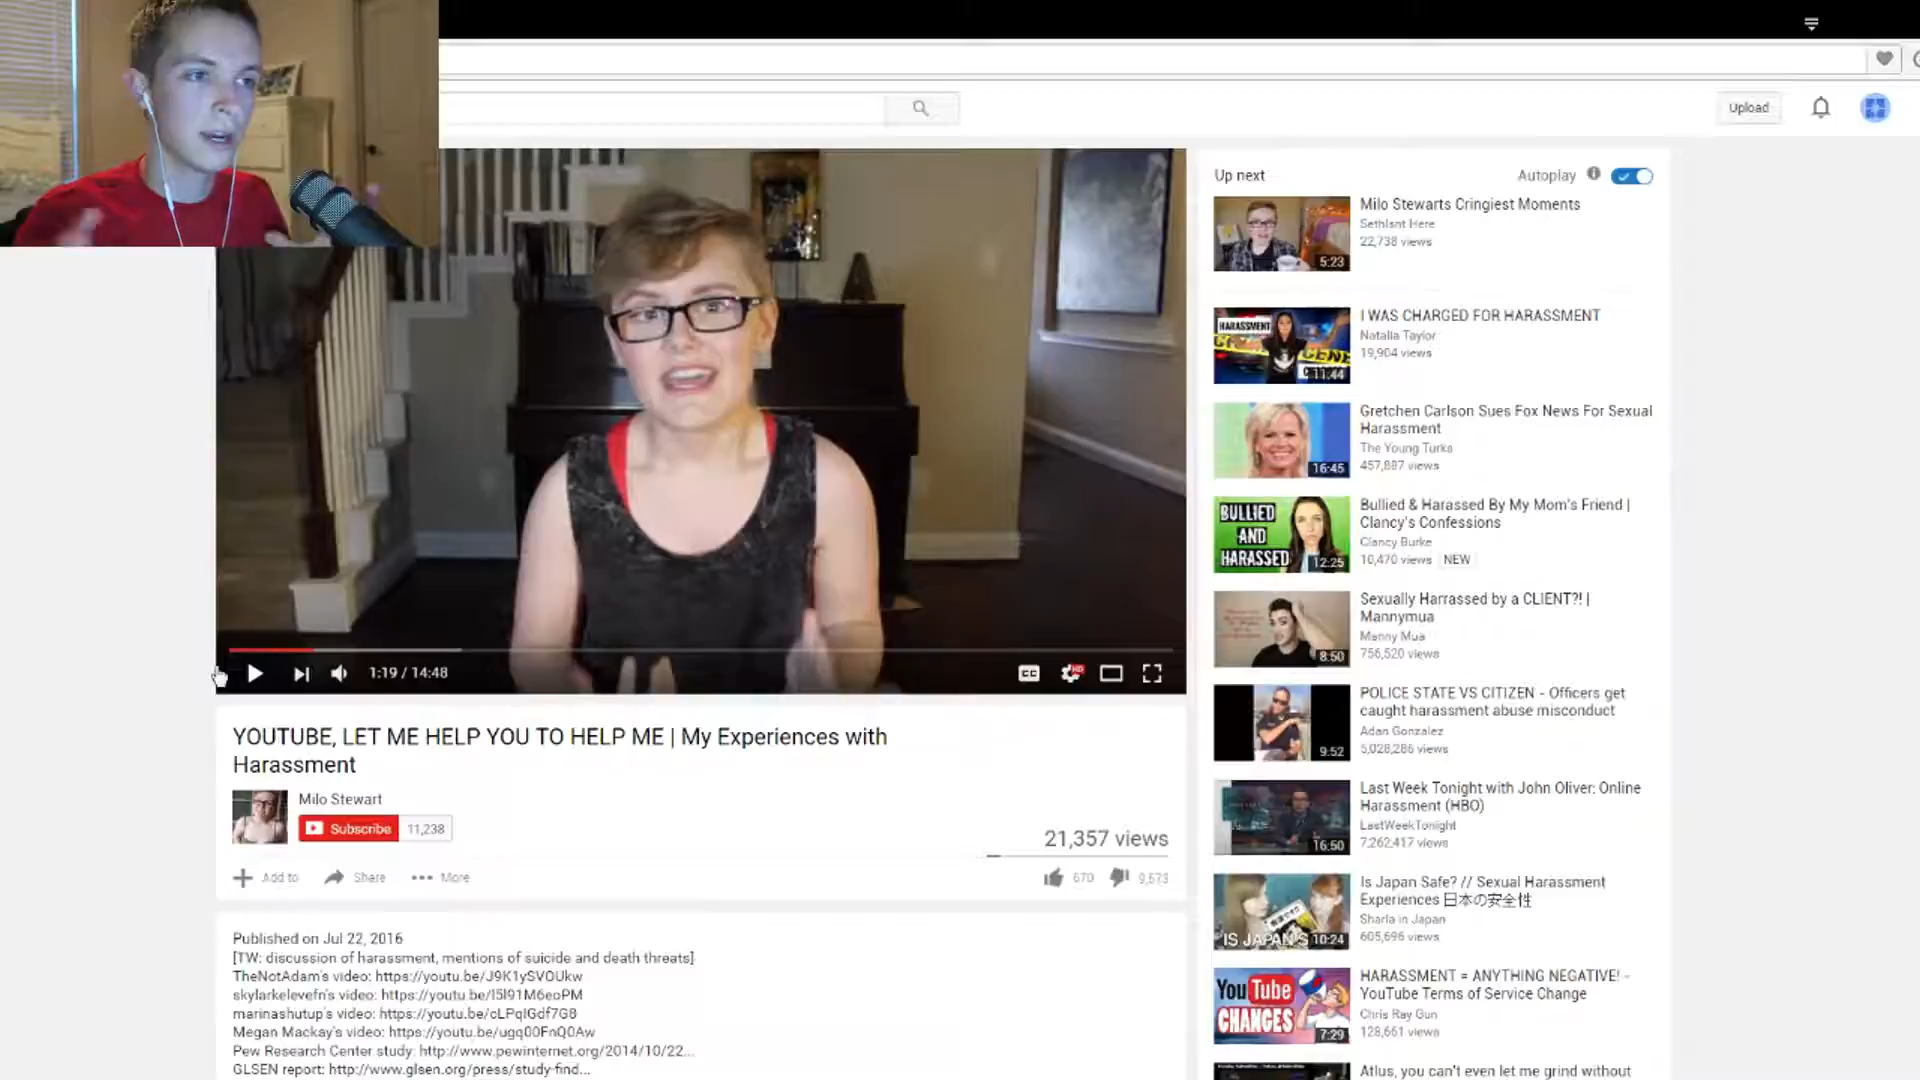 Upload
Up next
Autoplay
Milo Stewarts Cringiest Moments
22,738 views
5:23
HARESSMENT
11:44
I WAS CHARGED FOR HARASSMENT
Natalia Taylor
19,904 views
16:45
Gretchen Carlson Sues Fox News For Sexual
Harassment
The Young Turks
457,887 views
BULLIED
AND
HARASSED
12:25
Bullied & Harassed By My Mom's Friend |
Clancy's Confessions
Clancy Burke
10,470 views NEW
8:50
Sexually Harrassed by a CLIENT?! |
Mannymua
Manny Mua
756,520 views
9:52
POLICE STATE VS CITIZEN - Officers get
caught harassment abuse misconduct
Adan Gonzalez
5,028,286 views
16:50
Last Week Tonight with John Oliver: Online
Harassment (HBO)
LastWeekTonight
7,262,417 views
IS JAPAN'S
10:24
Is Japan Safe? // Sexual Harassment
Experiences 日本の安全性
Sharla in Japan
605,696 views
You Tube
CHANGES
7:29
HARASSMENT = ANYTHING NEGATIVE! -
YouTube Terms of Service Change
Chris Ray Gun
128,661 views
Atlus, you can't even let me grind without
1:19 / 14:48
CC
HD
YOUTUBE, LET ME HELP YOU TO HELP ME | My Experiences with
Harassment
Milo Stewart
Subscribe 11,238
21,357 views
Add to Share More
670 9,573
Published on Jul 22, 2016
[TW: discussion of harassment, mentions of suicide and death threats]
TheNotAdam's video: https://youtu.be/J9K1ySVOUkw
skylarkelevefn's video: https://youtu.be/l5l91M6eoPM
marinashutup's video: https://youtu.be/cLPqIGdf7G8
Megan Mackay's video: https://youtu.be/ugq00FnQ0Aw
Pew Research Center study: http://www.pewinternet.org/2014/10/22...
GLSEN report: http://www.glsen.org/press/study-find...